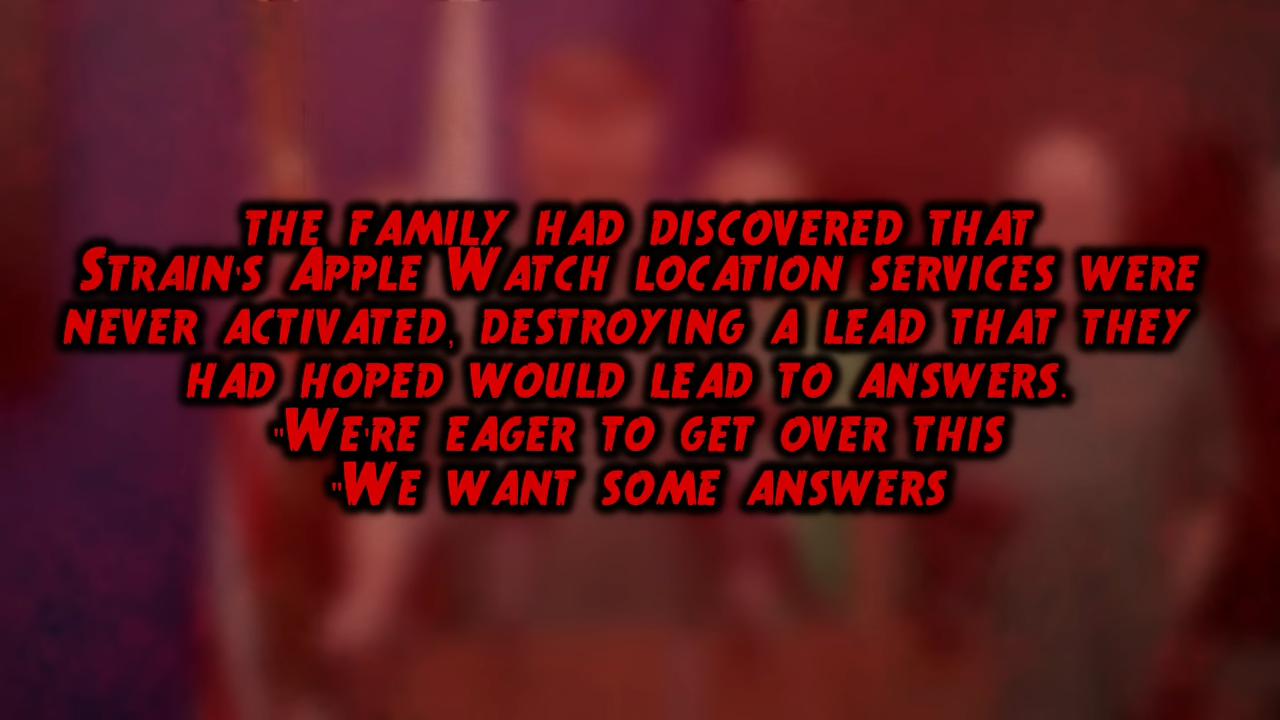 THE FAMILY HAD DISCOVERED THAT
STRAIN'S APPLE WATCH LOCATION SERVICES WERE
NEVER ACTIVATED, DESTROYING A LEAD THAT THEY
HAD HOPED WOULD LEAD TO ANSWERS.
"WE'RE EAGER TO GET OVER THIS
"WE WANT SOME ANSWERS